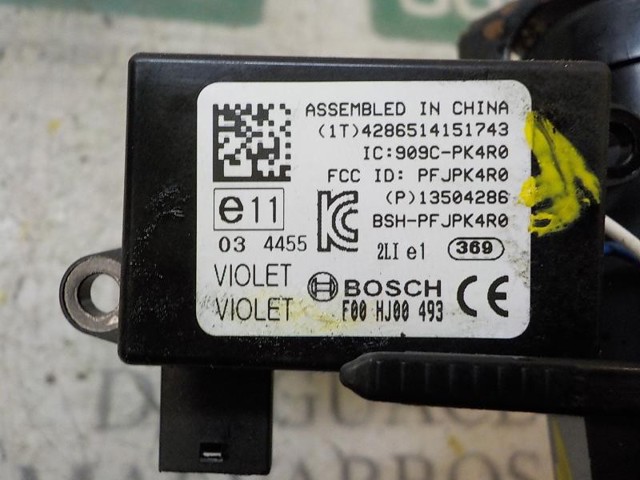 ASSEMBLED IN CHINA
(1T)4286514151743
IC:909C-PK4R0
FCC ID: PFJPK4R0
(P)13504286
BSH-PFJPK4R0
e11
03 4455
2LI e1 369
VIOLET
VIOLET
BOSCH
F00 HJ00 493
CE